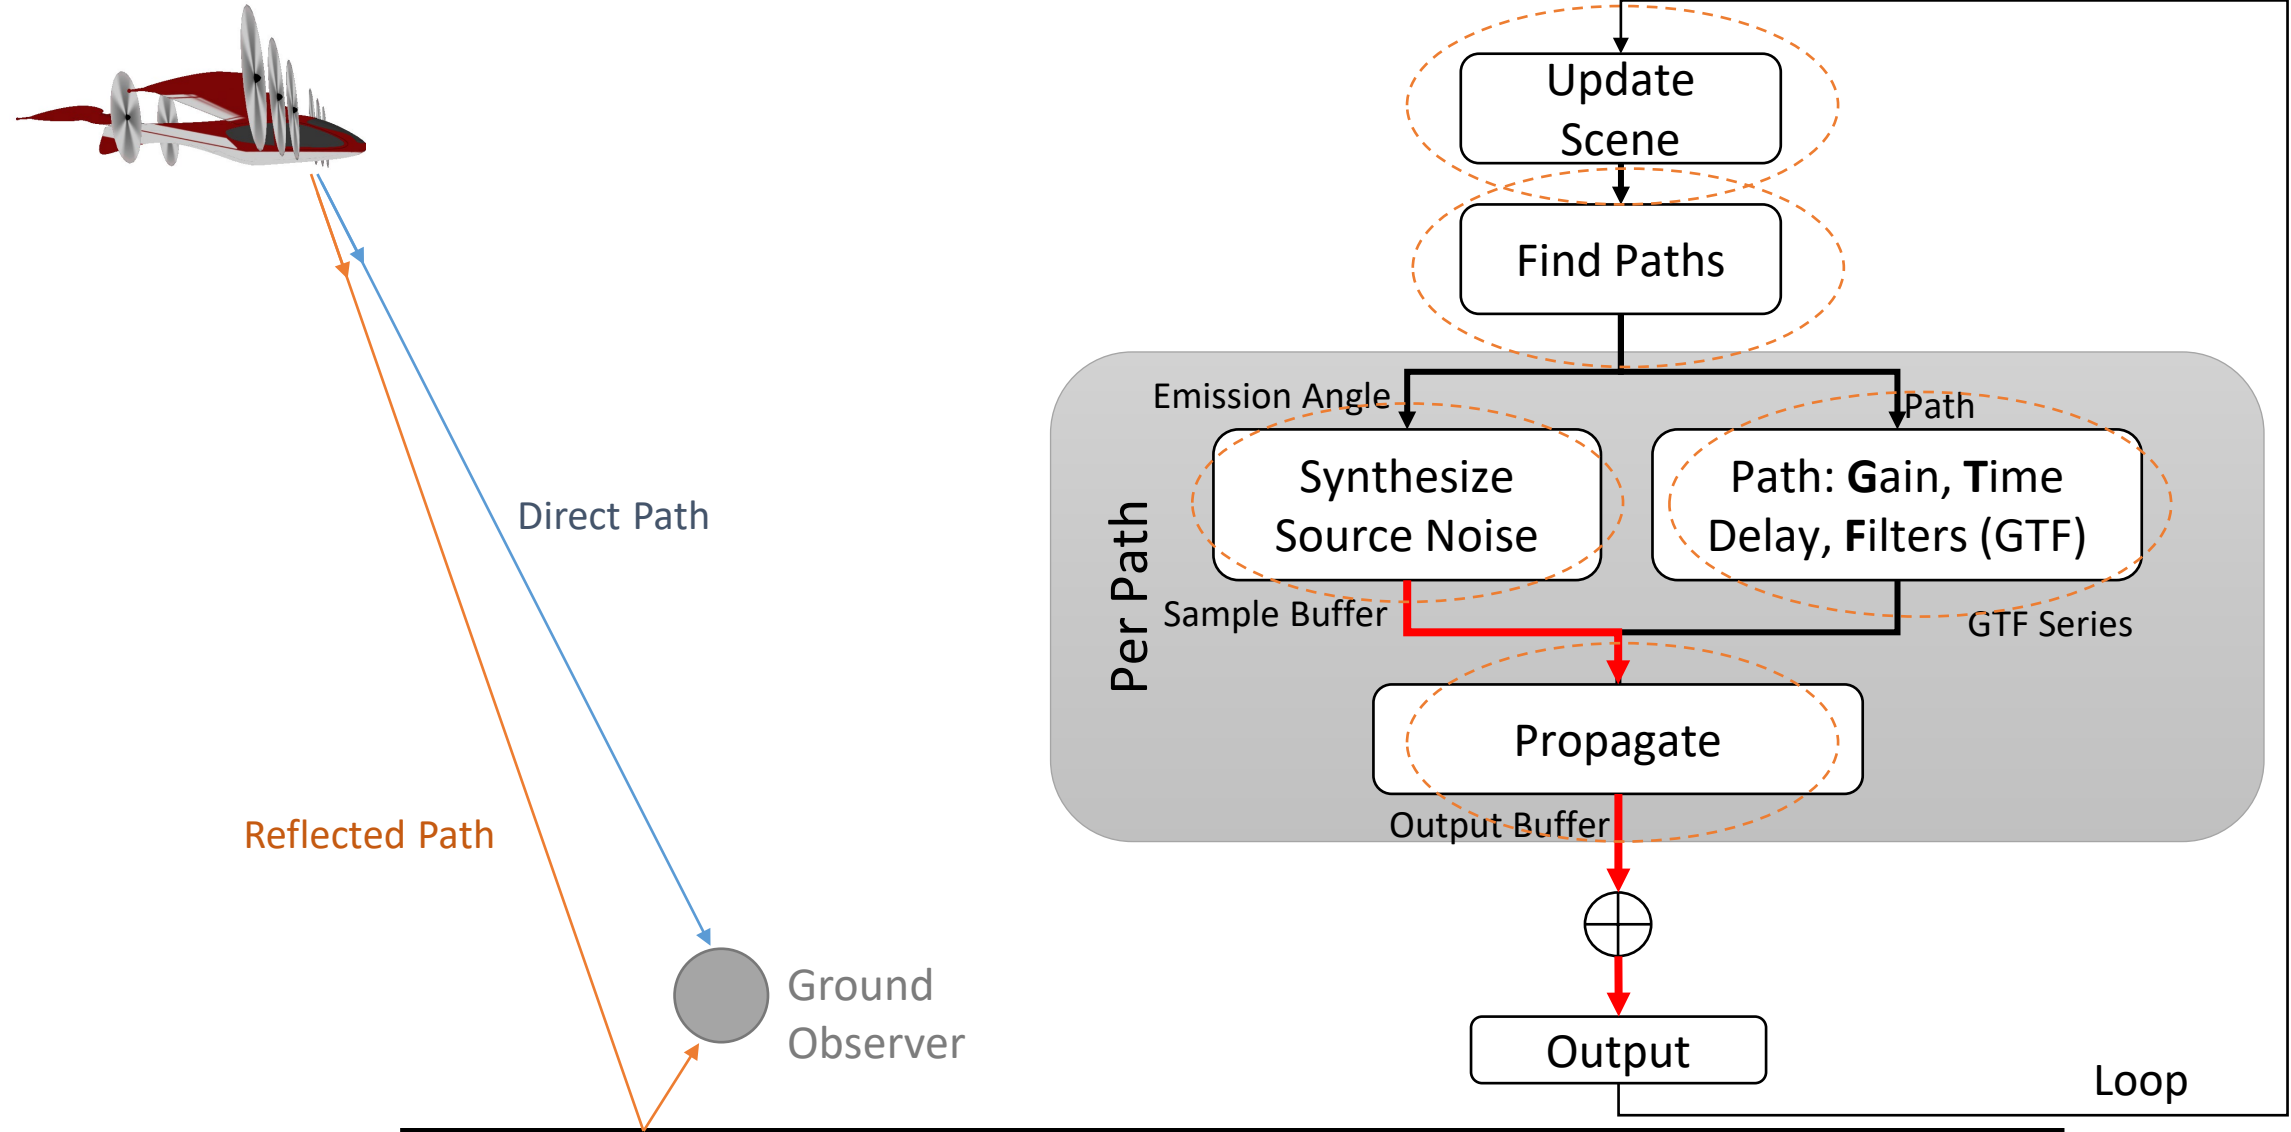 Direct Path
Reflected Path
Ground
Observer
Update
Scene
Find Paths
Per Path
Emission Angle
Path
Synthesize
Source Noise
Path: Gain, Time
Delay, Filters (GTF)
Sample Buffer
GTF Series
Propagate
Output Buffer
Output
Loop